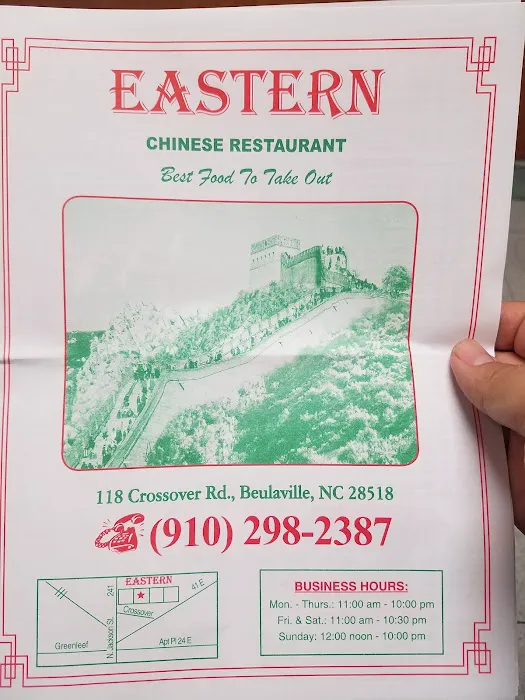 EASTERN
CHINESE RESTAURANT
Best Food To Take Out
118 Crossover Rd., Beulaville, NC 28518
(910) 298-2387
EASTERN
241
41 E
Crossover
Greenleef
N. Jackson St.
Apt Pl 24 E
BUSINESS HOURS:
Mon. - Thurs.: 11:00 am - 10:00 pm
Fri. & Sat.: 11:00 am - 10:30 pm
Sunday: 12:00 noon - 10:00 pm